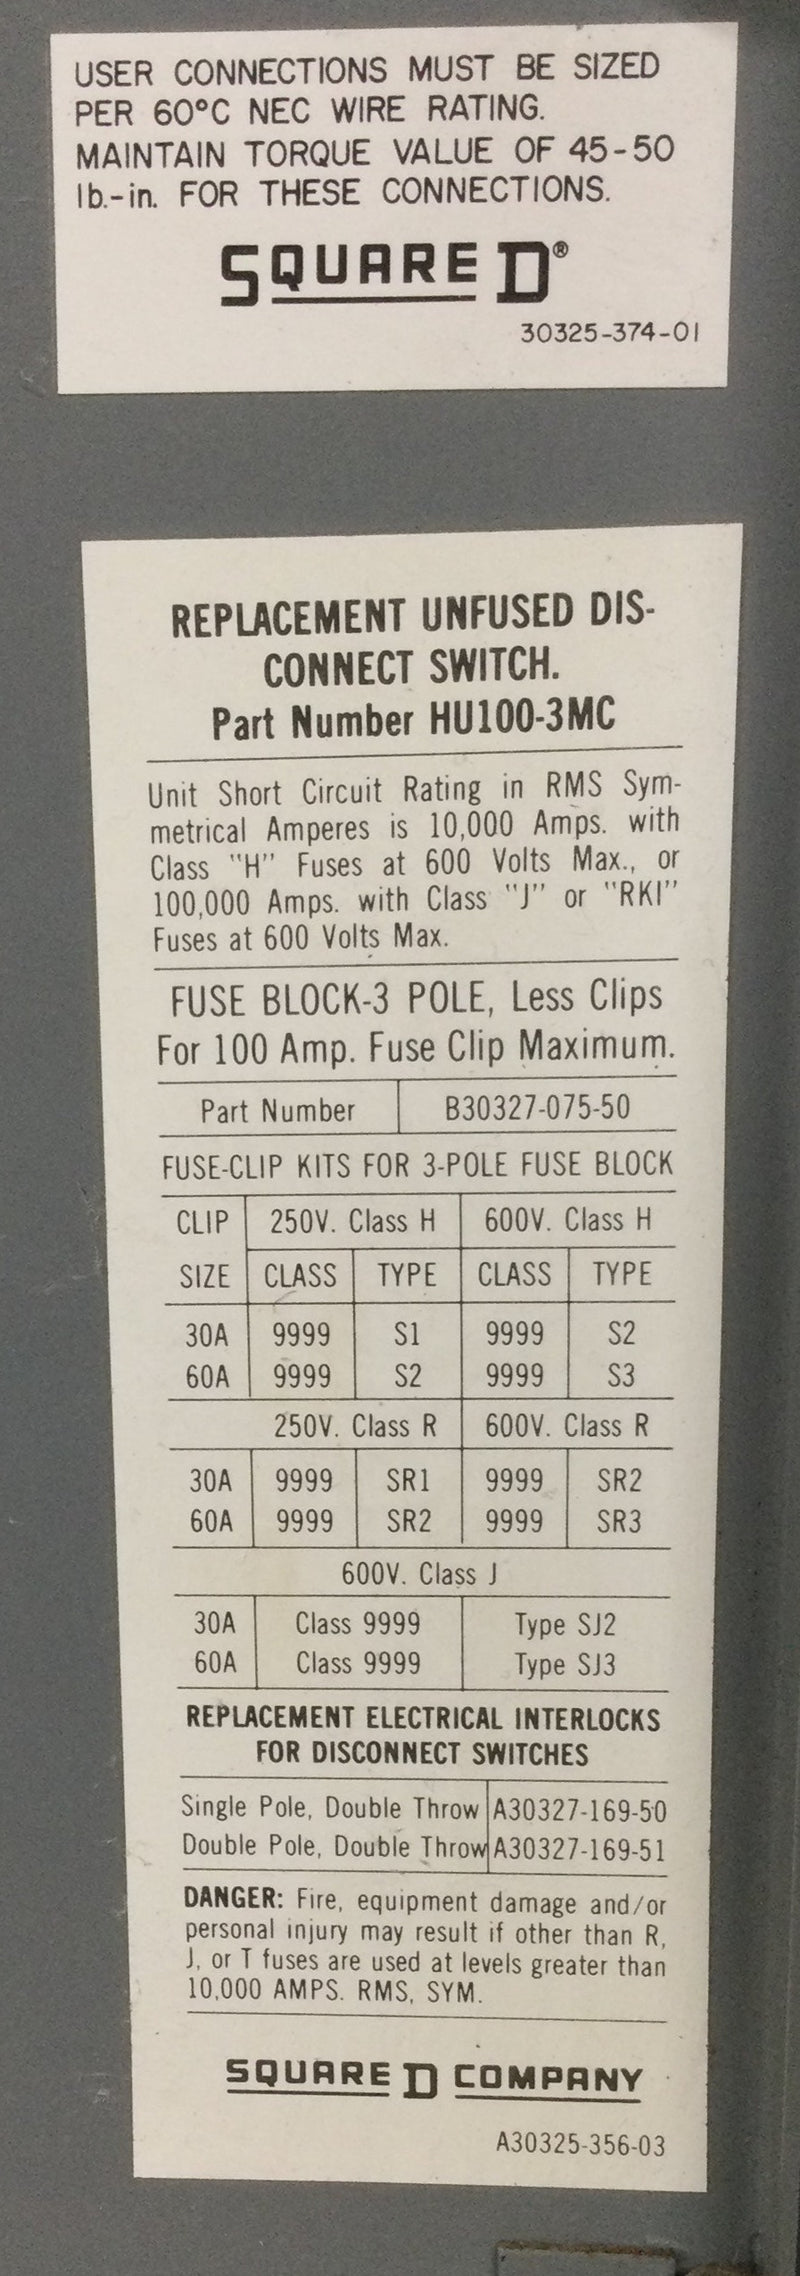 USER CONNECTIONS MUST BE SIZED
PER 60°C NEC WIRE RATING.
MAINTAIN TORQUE VALUE OF 45-50
lb.-in. FOR THESE CONNECTIONS.
SQUARE D®
30325-374-01
REPLACEMENT UNFUSED DIS-
CONNECT SWITCH.
Part Number HU100-3MC
Unit Short Circuit Rating in RMS Sym-
metrical Amperes is 10,000 Amps. with
Class "H" Fuses at 600 Volts Max., or
100,000 Amps. with Class "J" or "RKI"
Fuses at 600 Volts Max.
FUSE BLOCK-3 POLE, Less Clips
For 100 Amp. Fuse Clip Maximum.
Part Number B30327-075-50
FUSE-CLIP KITS FOR 3-POLE FUSE BLOCK
CLIP 250V. Class H 600V. Class H
SIZE CLASS TYPE CLASS TYPE
30A 9999 S1 9999 S2
60A 9999 S2 9999 S3
250V. Class R 600V. Class R
30A 9999 SR1 9999 SR2
60A 9999 SR2 9999 SR3
600V. Class J
30A Class 9999 Type SJ2
60A Class 9999 Type SJ3
REPLACEMENT ELECTRICAL INTERLOCKS
FOR DISCONNECT SWITCHES
Single Pole, Double Throw A30327-169-50
Double Pole, Double Throw A30327-169-51
DANGER: Fire, equipment damage and/or
personal injury may result if other than R,
J, or T fuses are used at levels greater than
10,000 AMPS. RMS, SYM.
SQUARE D COMPANY
A30325-356-03